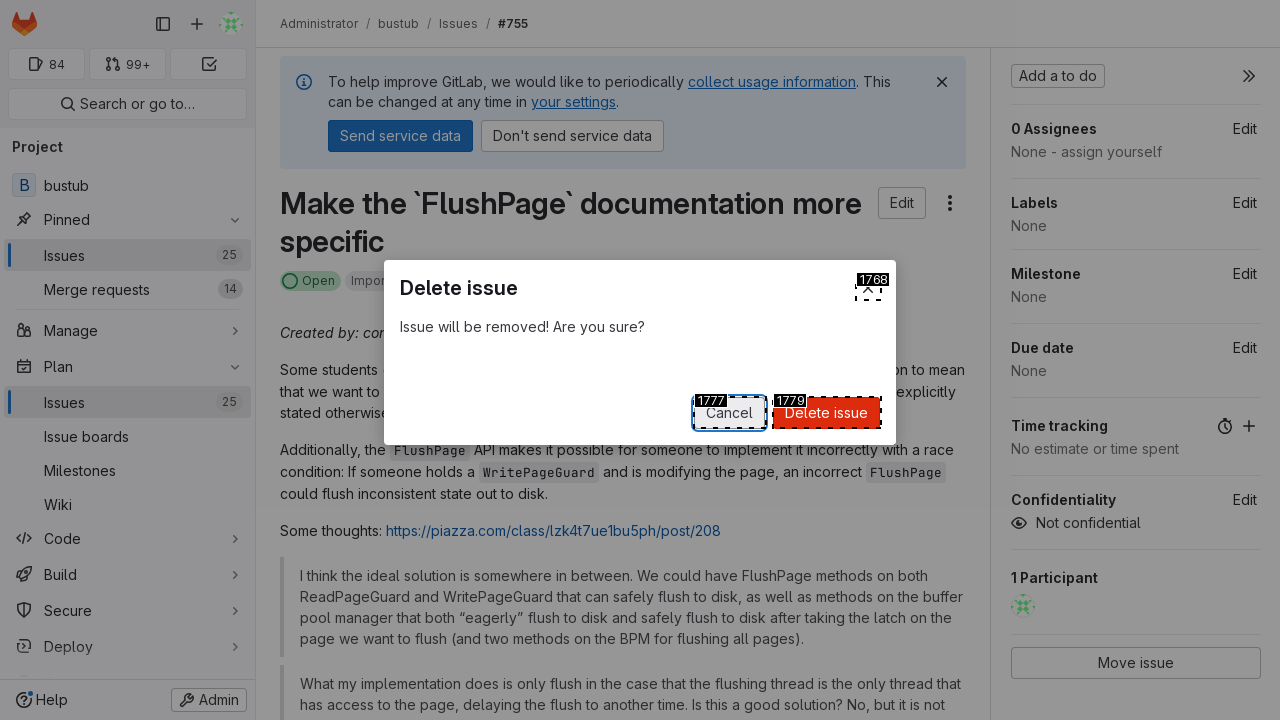 Administrator / bustub / Issues / #755
84
99+
Search or go to…
Project
B bustub
Pinned
Issues 25
Merge requests 14
Manage
Plan
Issues 25
Issue boards
Milestones
Wiki
Code
Build
Secure
Deploy
Help
Admin
To help improve GitLab, we would like to periodically collect usage information. This
can be changed at any time in your settings.
Send service data
Don't send service data
Make the `FlushPage` documentation more
specific
Edit
Open
Impor
Created by: cor
Some students
on to mean
that we want to
explicitly
stated otherwise
Additionally, the FlushPage API makes it possible for someone to implement it incorrectly with a race
condition: If someone holds a WritePageGuard and is modifying the page, an incorrect FlushPage
could flush inconsistent state out to disk.
Some thoughts: https://piazza.com/class/lzk4t7ue1bu5ph/post/208
I think the ideal solution is somewhere in between. We could have FlushPage methods on both
ReadPageGuard and WritePageGuard that can safely flush to disk, as well as methods on the buffer
pool manager that both “eagerly” flush to disk and safely flush to disk after taking the latch on the
page we want to flush (and two methods on the BPM for flushing all pages).
What my implementation does is only flush in the case that the flushing thread is the only thread that
has access to the page, delaying the flush to another time. Is this a good solution? No, but it is not
Delete issue
1768
Issue will be removed! Are you sure?
1777
Cancel
1779
Delete issue
Add a to do
0 Assignees
Edit
None - assign yourself
Labels
Edit
None
Milestone
Edit
None
Due date
Edit
None
Time tracking
No estimate or time spent
Confidentiality
Edit
Not confidential
1 Participant
Move issue